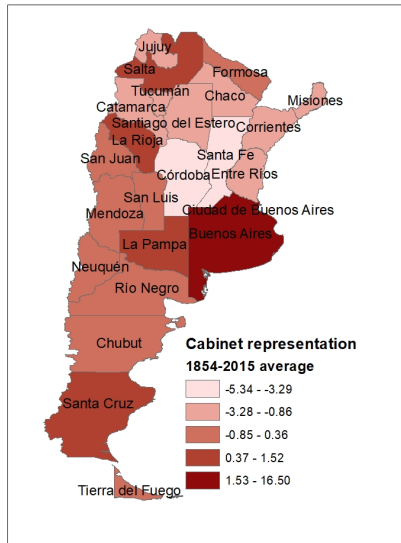 Jujuy
Salta
Formosa
Tucumán
Chaco
Misiones
Catamarca
Santiago del Estero
Corrientes
La Rioja
San Juan
Santa Fe
Córdoba
Entre Ríos
San Luis
Ciudad de Buenos Aires
Mendoza
Buenos Aires
La Pampa
Neuquén
Río Negro
Chubut
Cabinet representation
1854-2015 average
-5.34 - -3.29
-3.28 - -0.86
-0.85 - 0.36
0.37 - 1.52
1.53 - 16.50
Santa Cruz
Tierra del Fuego